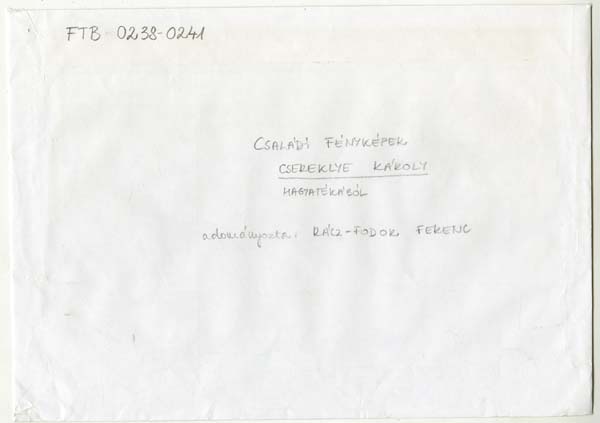 FTB 0238-0241
CSALÁDI FÉNYKÉPEK
CSEREKLYE KÁROLY
HAGYATÉKÁBÓL
adományozta: RÁCZ-FODOR FERENC